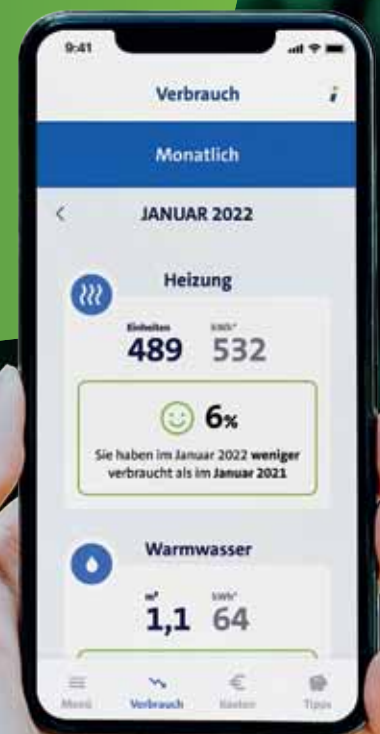 9:41
Verbrauch
i
Monatlich
< JANUAR 2022
Heizung
Einheiten kWh*
489 532
6%
Sie haben im Januar 2022 weniger
verbraucht als im Januar 2021
Warmwasser
m³ kWh*
1,1 64
Menü Verbrauch Kosten Tipps